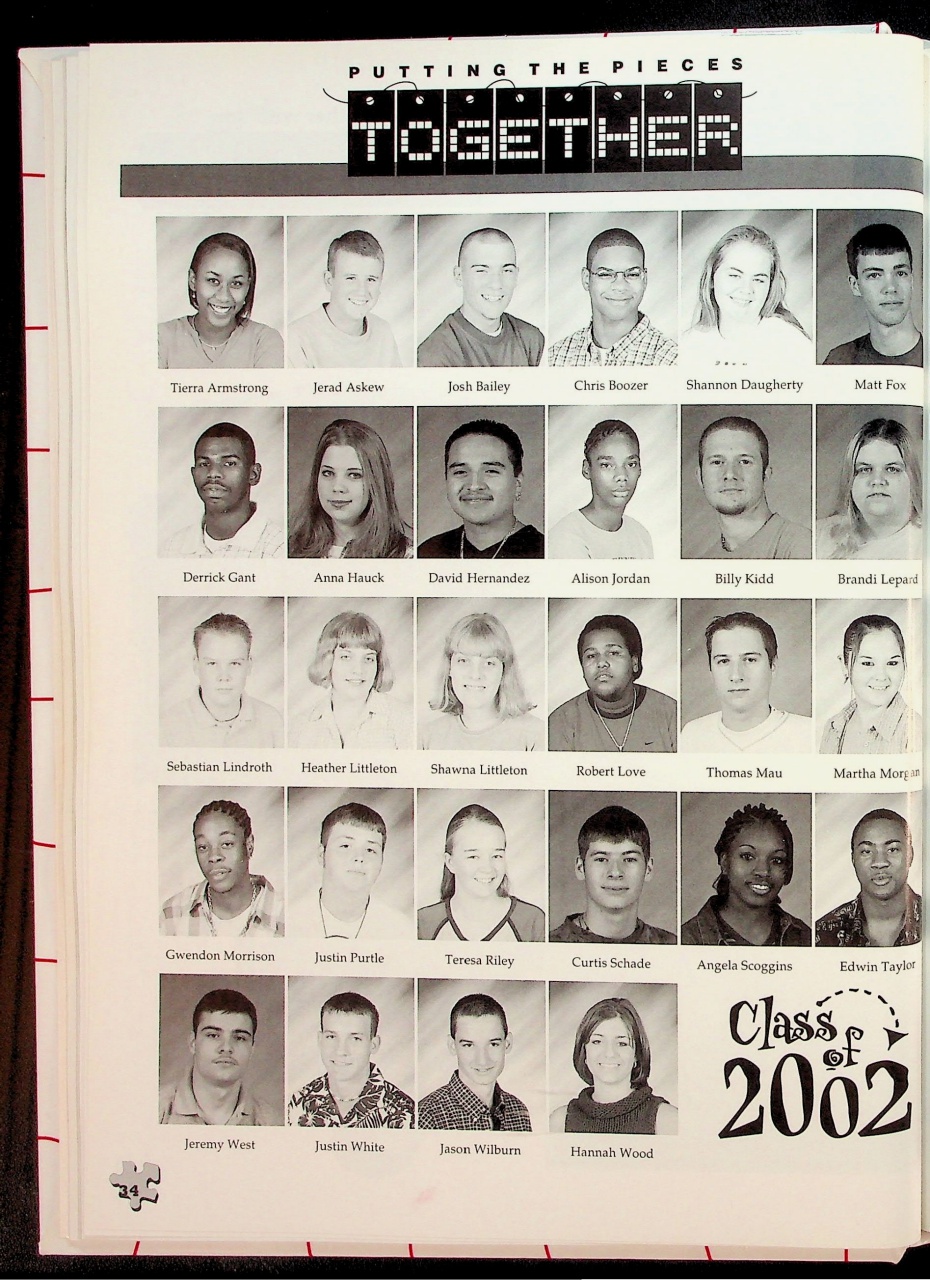 PUTTING THE PIECES
TOGETHER
Tierra Armstrong Jerad Askew Josh Bailey Chris Boozer Shannon Daugherty Matt Fox
Derrick Gant Anna Hauck David Hernandez Alison Jordan Billy Kidd Brandi Lepard
Sebastian Lindroth Heather Littleton Shawna Littleton Robert Love Thomas Mau Martha Morgan
Gwendon Morrison Justin Purtle Teresa Riley Curtis Schade Angela Scoggins Edwin Taylor
Jeremy West Justin White Jason Wilburn Hannah Wood
Class
of
2002
34